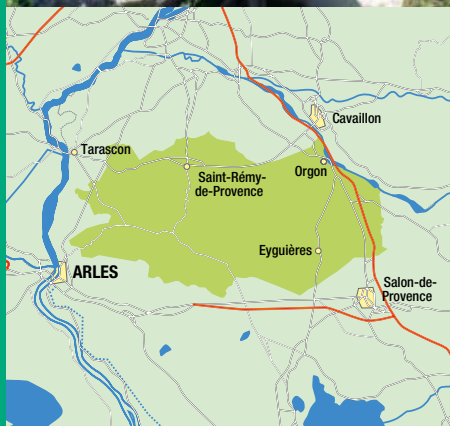 Cavaillon
Tarascon
Saint-Rémy-
de-Provence
Orgon
Eyguières
ARLES
Salon-de-
Provence